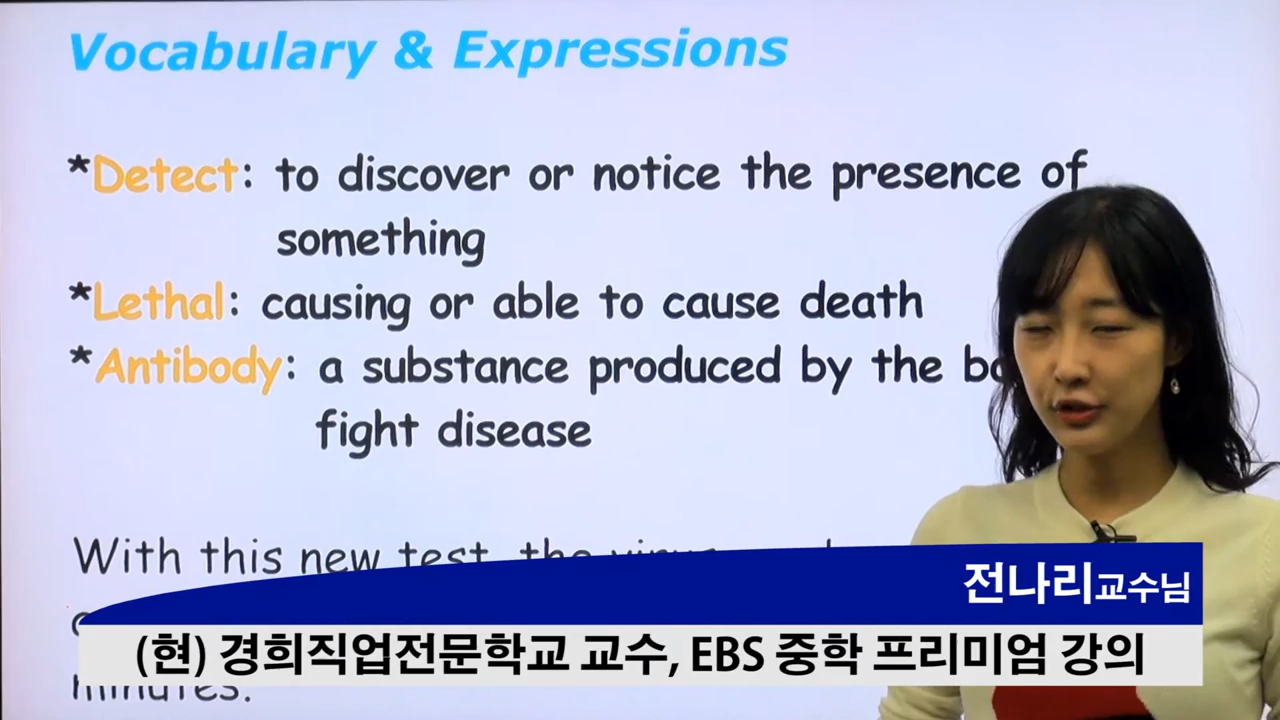 Vocabulary & Expressions
*Detect: to discover or notice the presence of
something
*Lethal: causing or able to cause death
*Antibody: a substance produced by the
fight disease
With this new test, the
minutes.
전나리교수님
(현) 경희직업전문학교 교수, EBS 중학 프리미엄 강의